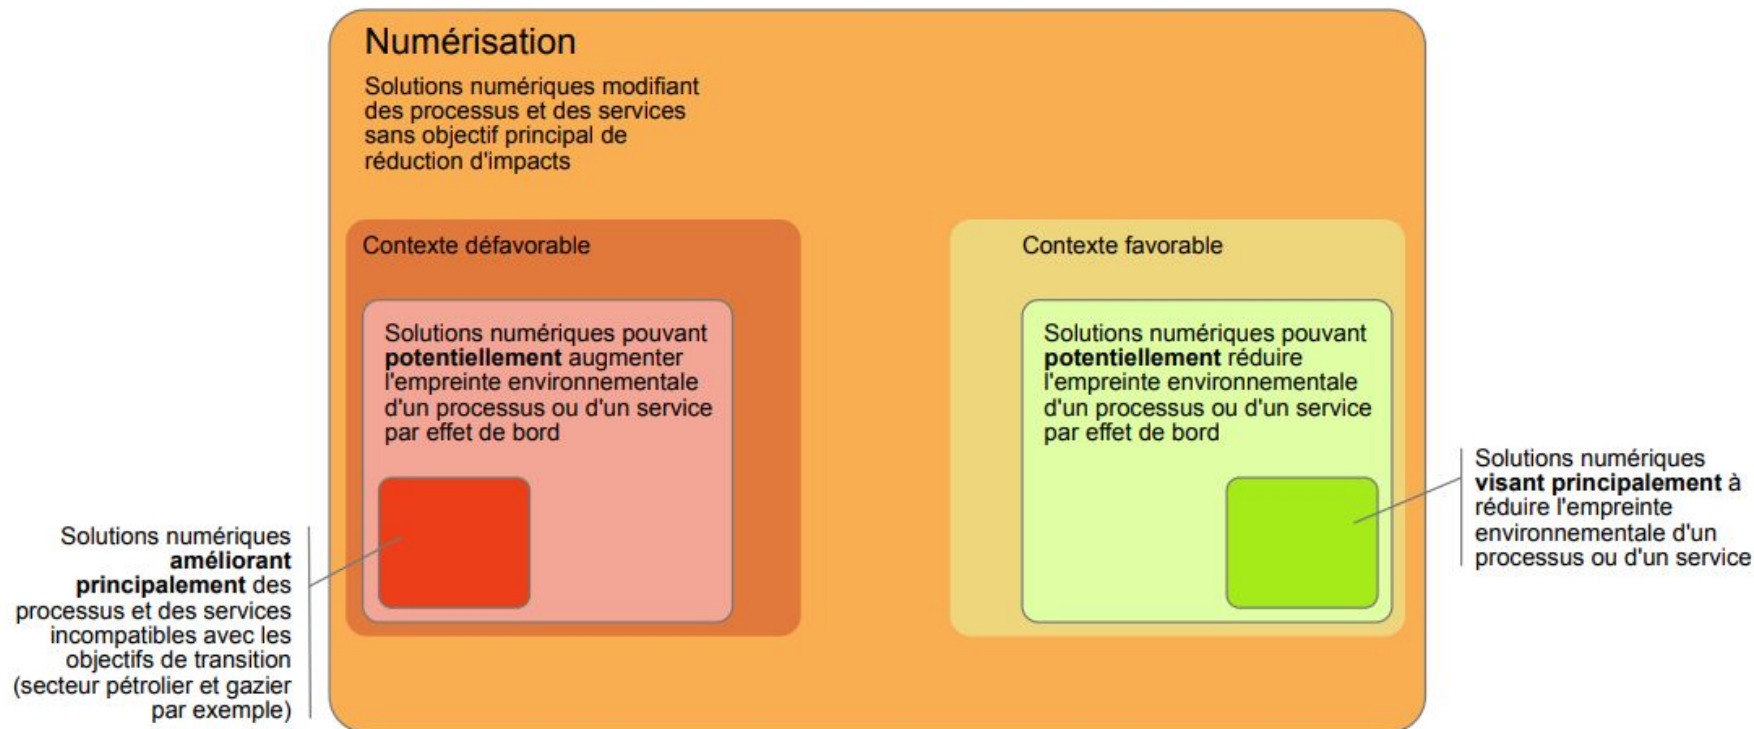 Numérisation
Solutions numériques modifiant
des processus et des services
sans objectif principal de
réduction d'impacts
Contexte défavorable
Solutions numériques pouvant
potentiellement augmenter
l'empreinte environnementale
d'un processus ou d'un service
par effet de bord
Solutions numériques
améliorant
principalement des
processus et des services
incompatibles avec les
objectifs de transition
(secteur pétrolier et gazier
par exemple)
Contexte favorable
Solutions numériques pouvant
potentiellement réduire
l'empreinte environnementale
d'un processus ou d'un service
par effet de bord
Solutions numériques
visant principalement à
réduire l'empreinte
environnementale d'un
processus ou d'un service